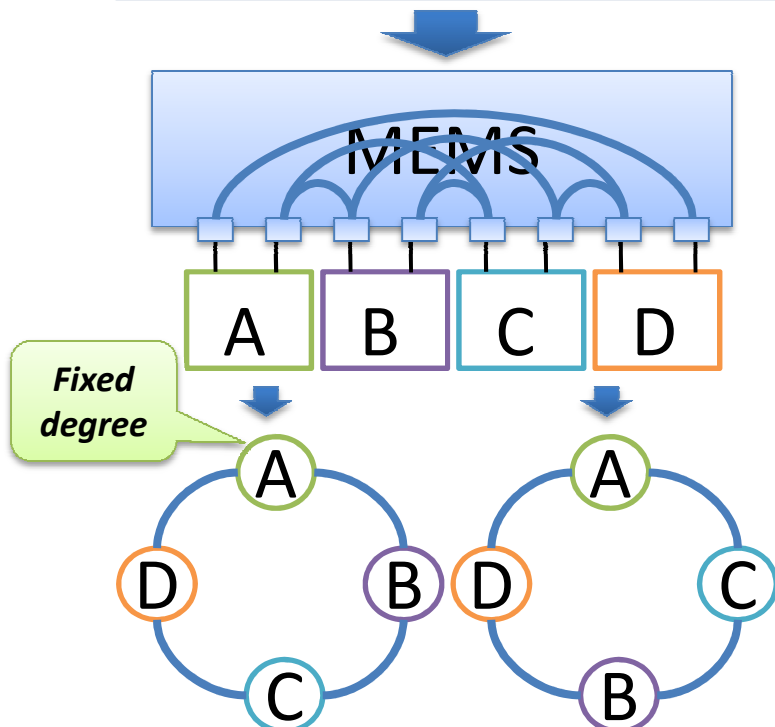 MEMS
A B C D
Fixed
degree
A A
D B D C
C B